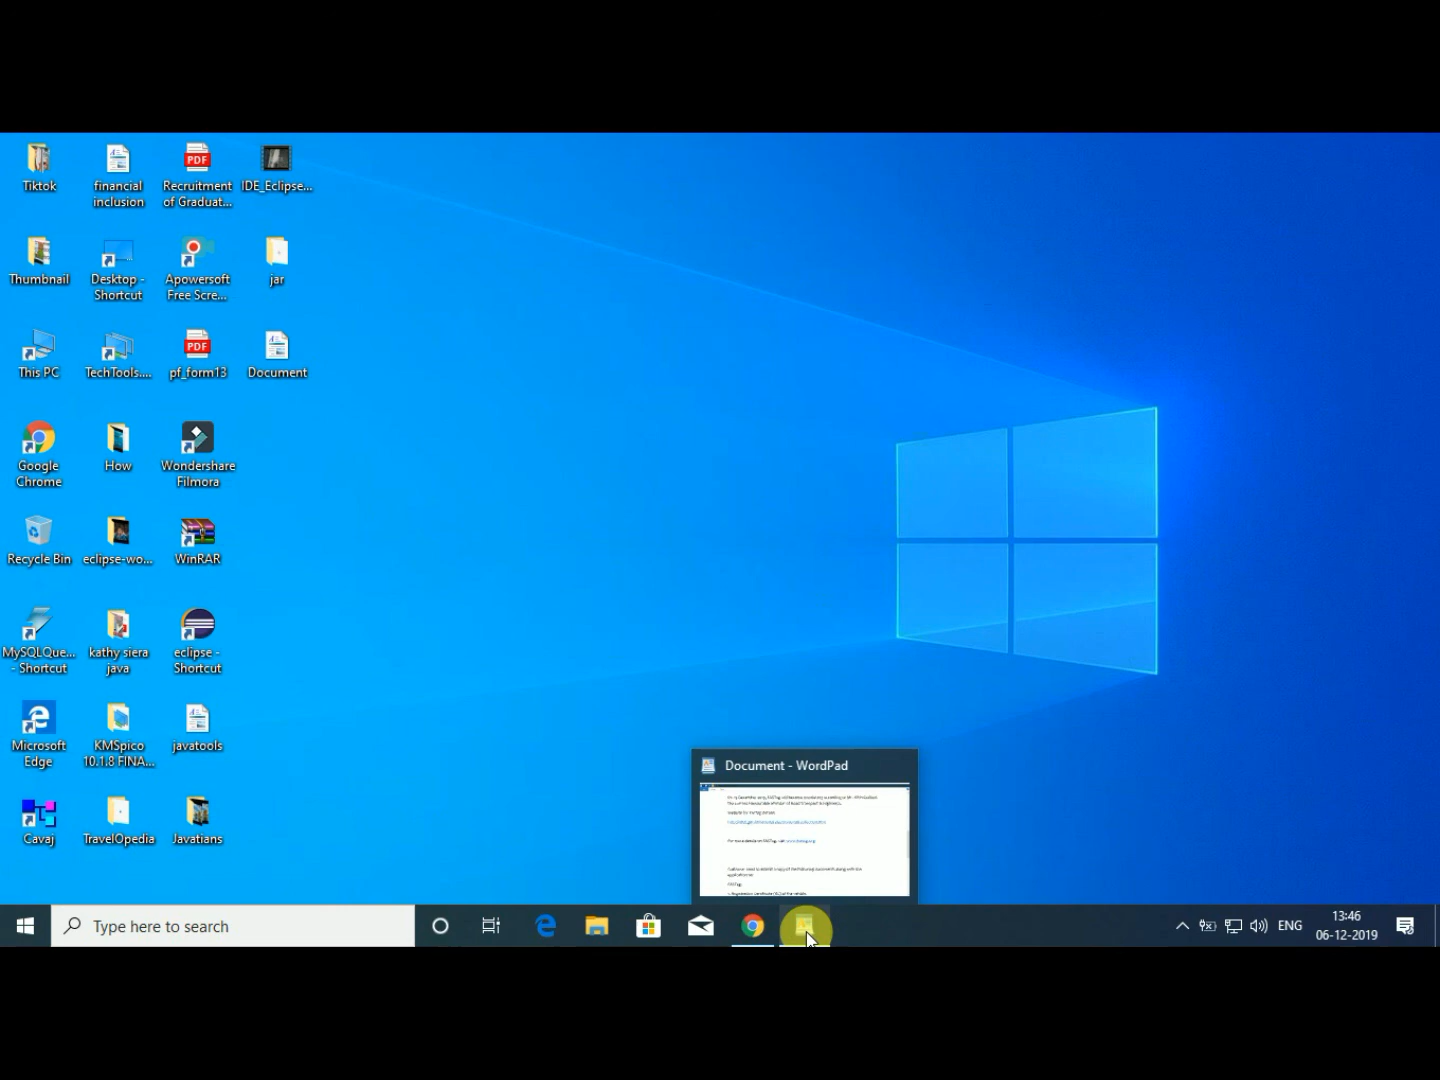 Tiktok
financial
inclusion
PDF
Recruitment
of Graduat...
IDE_Eclipse...
Thumbnail
Desktop -
Shortcut
Apowersoft
Free Scre...
jar
This PC
TechTools....
PDF
pf_form13
Document
Google
Chrome
How
Wondershare
Filmora
Recycle Bin
eclipse-wo...
WinRAR
MySQLQue...
- Shortcut
kathy siera
java
eclipse -
Shortcut
Microsoft
Edge
KMSpico
10.1.8 FINA...
javatools
Cavaj
TravelOpedia
Javatians
Document - WordPad
Type here to search
ENG
13:46
06-12-2019